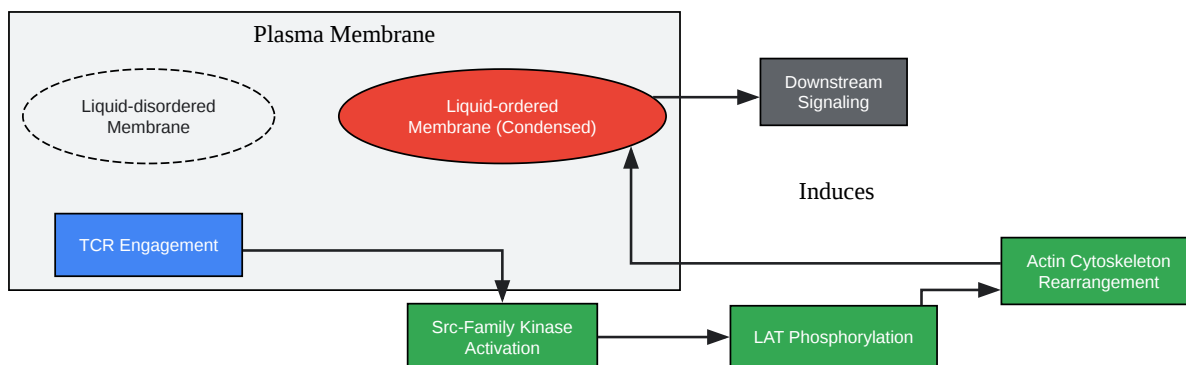 Plasma Membrane
Liquid-disordered
Membrane
Liquid-ordered
Membrane (Condensed)
Downstream
Signaling
Induces
TCR Engagement
Actin Cytoskeleton
Rearrangement
Src-Family Kinase
Activation
LAT Phosphorylation